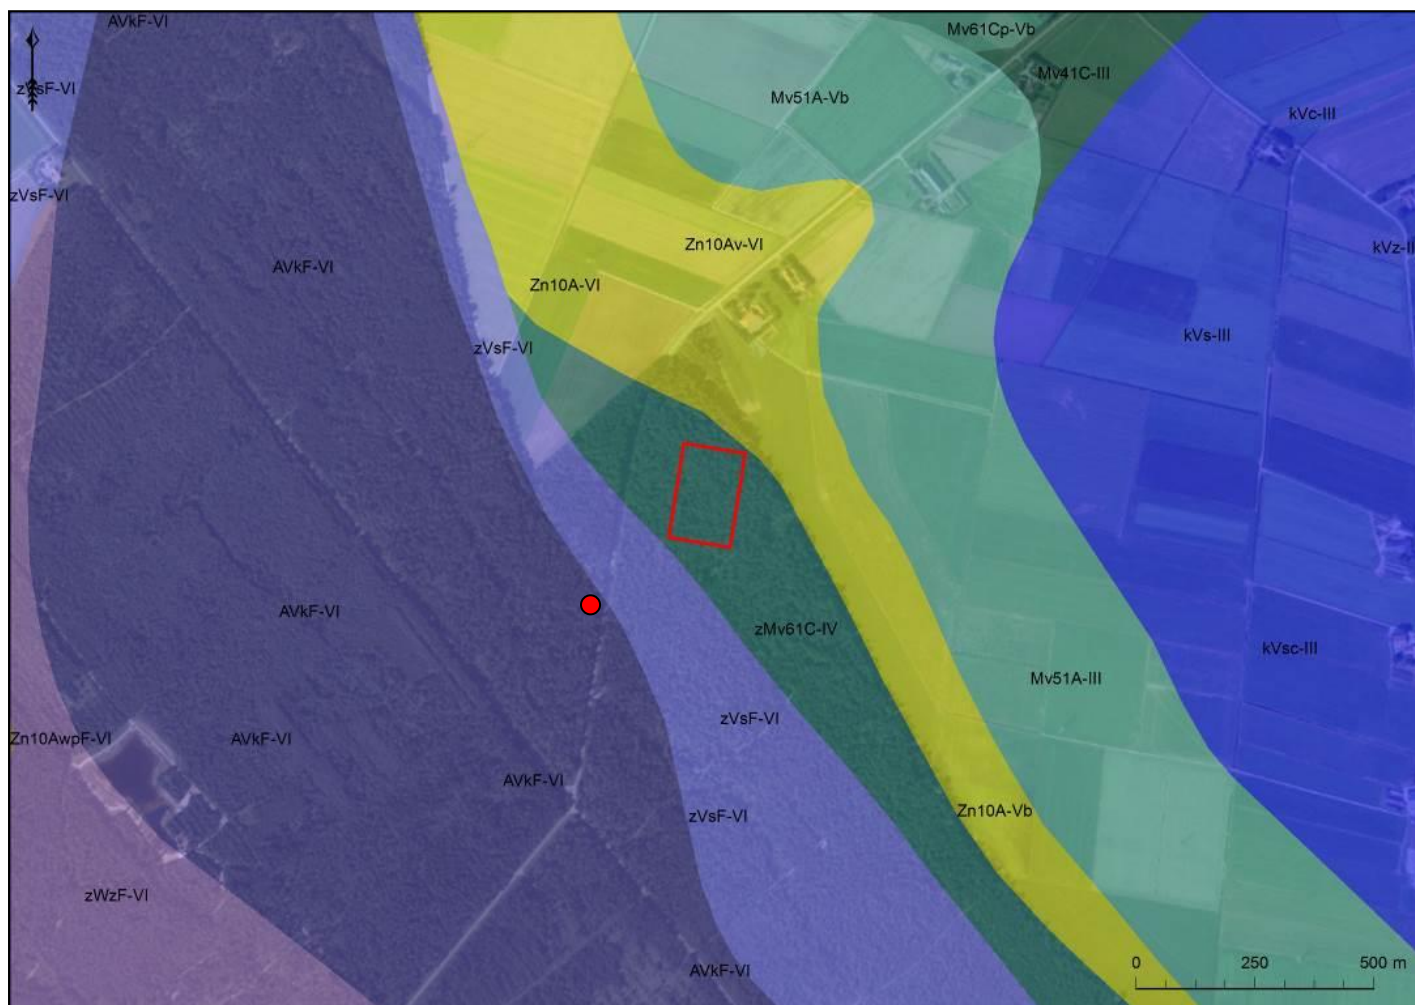 AVkF-VI
Mv61Cp-Vb
Mv41C-III
zVsF-VI
Mv51A-Vb
kVc-III
zVsF-VI
Zn10Av-VI
kVz-II
AVkF-VI
Zn10A-VI
kVs-III
zVsF-VI
AVkF-VI
zMv61C-IV
kVsc-III
Mv51A-III
zVsF-VI
Zn10AwpF-VI
AVkF-VI
AVkF-VI
zVsF-VI
Zn10A-Vb
zWzF-VI
AVkF-VI
0 250 500 m